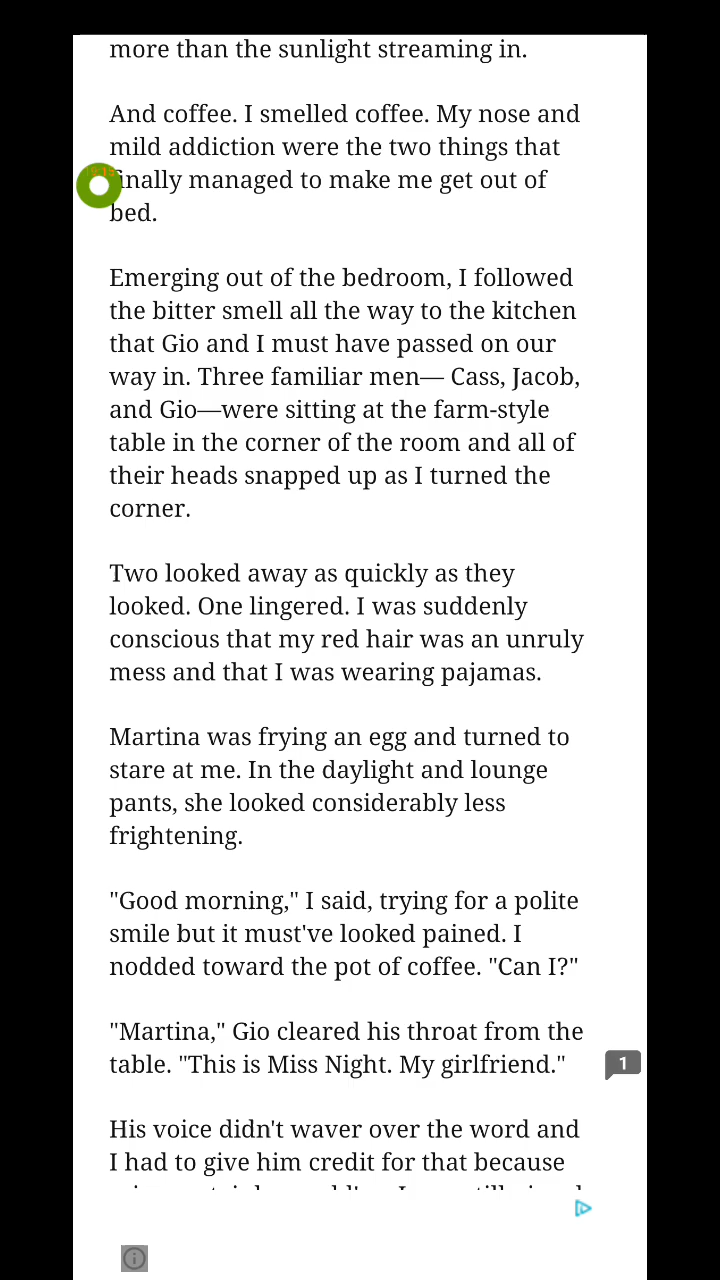 more than the sunlight streaming in.
And coffee. I smelled coffee. My nose and
mild addiction were the two things that
finally managed to make me get out of
bed.
Emerging out of the bedroom, I followed
the bitter smell all the way to the kitchen
that Gio and I must have passed on our
way in. Three familiar men— Cass, Jacob,
and Gio—were sitting at the farm-style
table in the corner of the room and all of
their heads snapped up as I turned the
corner.
Two looked away as quickly as they
looked. One lingered. I was suddenly
conscious that my red hair was an unruly
mess and that I was wearing pajamas.
Martina was frying an egg and turned to
stare at me. In the daylight and lounge
pants, she looked considerably less
frightening.
"Good morning," I said, trying for a polite
smile but it must've looked pained. I
nodded toward the pot of coffee. "Can I?"
"Martina," Gio cleared his throat from the
table. "This is Miss Night. My girlfriend."
1
His voice didn't waver over the word and
I had to give him credit for that because